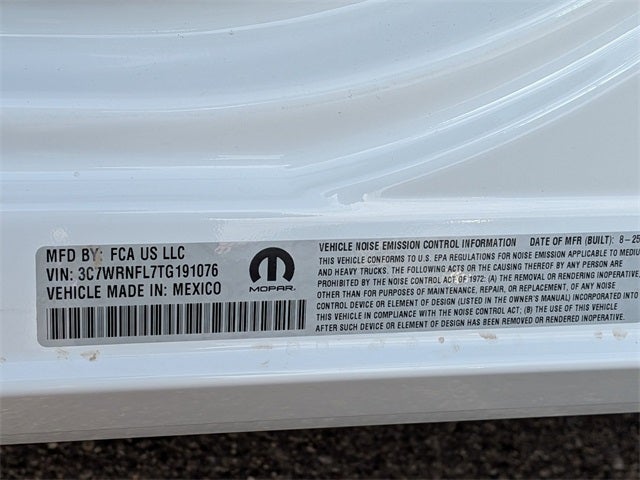 MFD BY: FCA US LLC
VIN: 3C7WRNFL7TG191076
VEHICLE MADE IN: MEXICO
MOPAR.
VEHICLE NOISE EMISSION CONTROL INFORMATION DATE OF MFR (BUILT): 8-25
THIS VEHICLE CONFORMS TO U.S. EPA REGULATIONS FOR NOISE EMISSION APPLICABLE TO MEDIU
AND HEAVY TRUCKS. THE FOLLOWING ACTS OR THE CAUSING THEREOF BY ANY PERSON ARE
PROHIBITED BY THE NOISE CONTROL ACT OF 1972: (A) THE REMOVAL OR RENDERING INOPERA
OTHER THAN FOR PURPOSES OF MAINTENANCE, REPAIR, OR REPLACEMENT, OF ANY NOISE
CONTROL DEVICE OR ELEMENT OF DESIGN (LISTED IN THE OWNER'S MANUAL) INCORPORATED INTO
THIS VEHICLE IN COMPLIANCE WITH THE NOISE CONTROL ACT; (B) THE USE OF THIS VEHICLE
AFTER SUCH DEVICE OR ELEMENT OF DESIGN HAS BEEN REMOVED OR RENDERED INOPERATIVE.